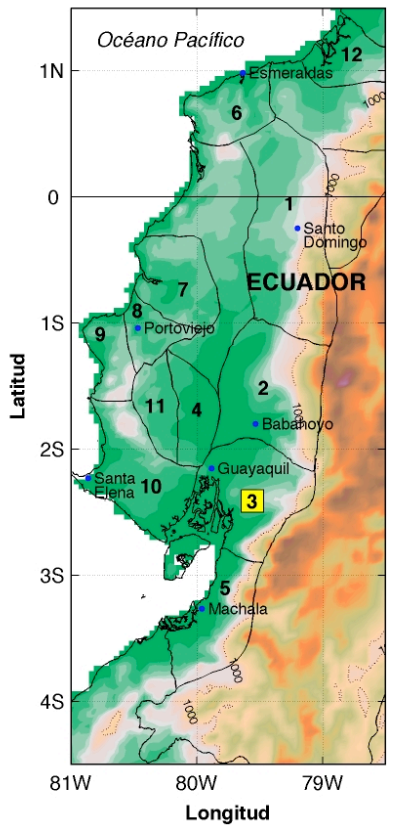 Océano Pacífico
12
1N
Esmeraldas
1000
6
1000
0
1
Santo
Domingo
ECUADOR
7
8
1S
9
Portoviejo
2
11
4
1000
Babahoyo
2S
Guayaquil
Santa
Elena
10
3
3S
5
Machala
1000
1000
4S
81W
80W
79W
Latitud
Longitud